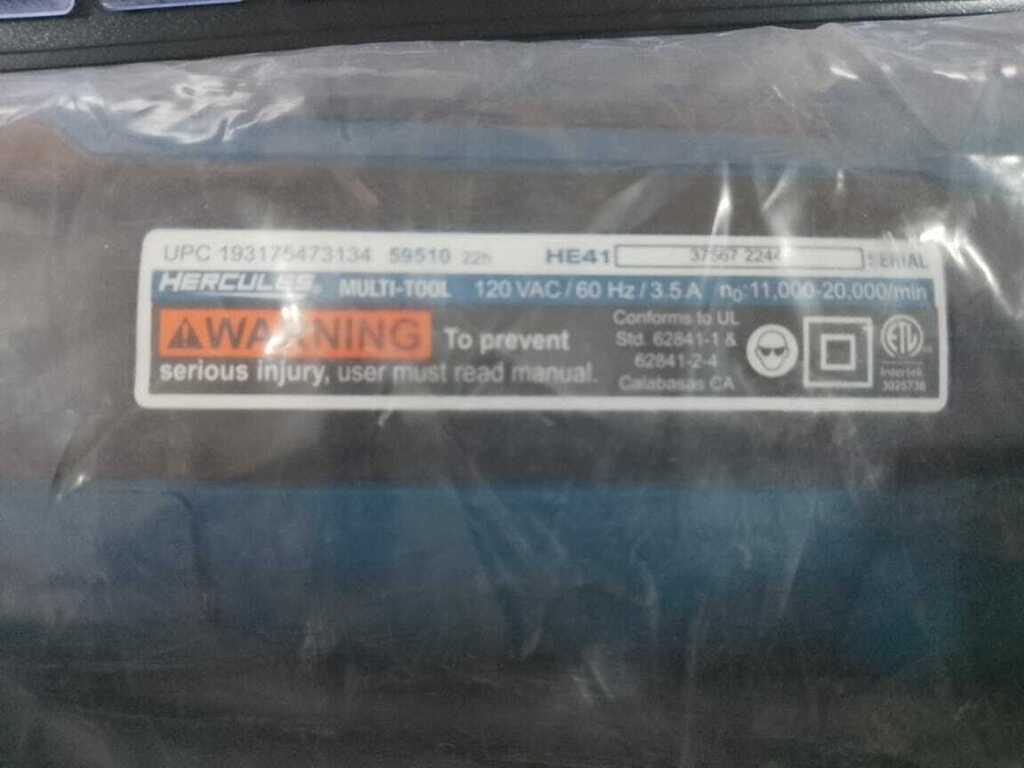 UPC 193175473134 59510 22h HE41 37567 2244 SERIAL
HERCULES® MULTI-TOOL 120 VAC / 60 Hz / 3.5 A n₀:11,000-20,000/min
WARNING To prevent
serious injury, user must read manual.
Conforms to UL
Std. 62841-1 &
62841-2-4
Calabasas CA
ETL
Intertek
3025736